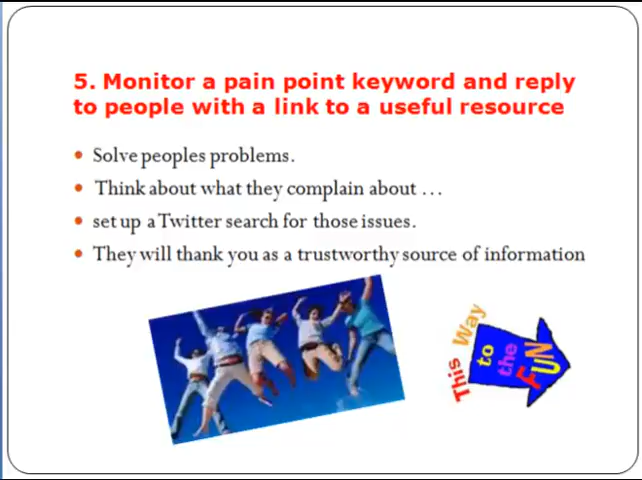 5. Monitor a pain point keyword and reply
to people with a link to a useful resource
• Solve peoples problems.
• Think about what they complain about …
• set up a Twitter search for those issues.
• They will thank you as a trustworthy source of information
This Way
to
the
FUN